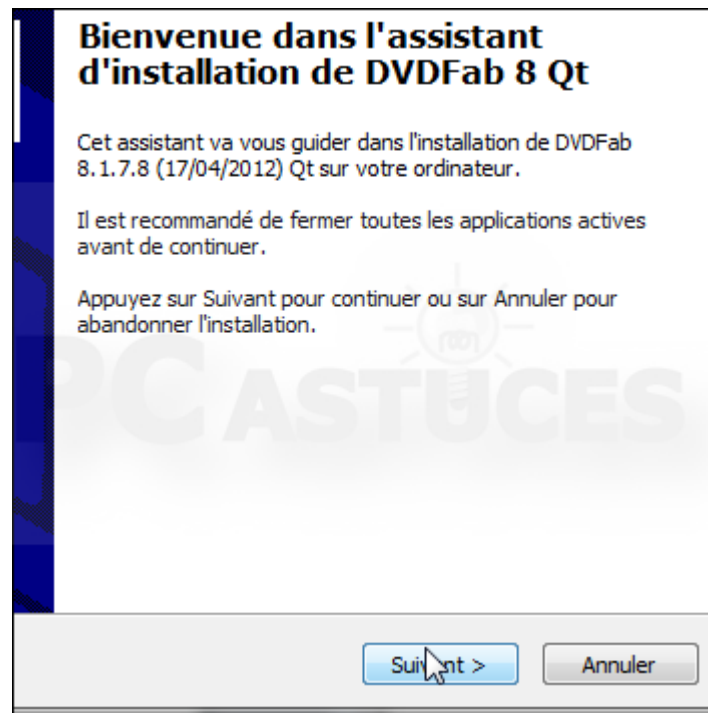 Bienvenue dans l'assistant
d'installation de DVDFab 8 Qt
Cet assistant va vous guider dans l'installation de DVDFab
8.1.7.8 (17/04/2012) Qt sur votre ordinateur.
Il est recommandé de fermer toutes les applications actives
avant de continuer.
Appuyez sur Suivant pour continuer ou sur Annuler pour
abandonner l'installation.
PC ASTUCES
Suivant >
Annuler